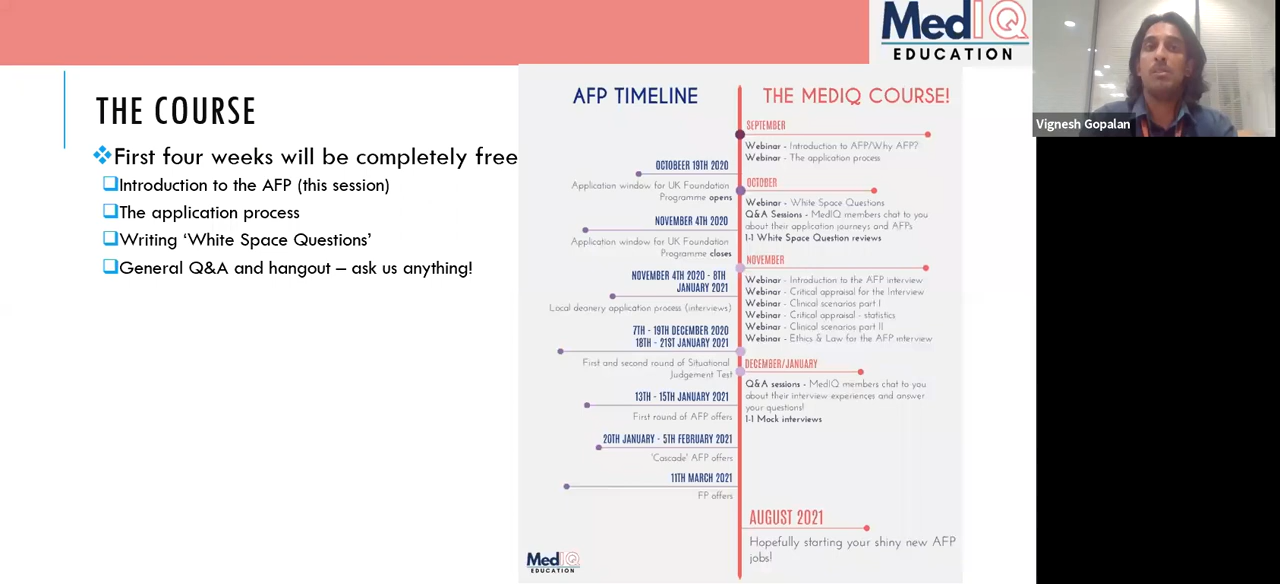 MedIQ
EDUCATION
Vignesh Gopalan
THE COURSE
First four weeks will be completely free
Introduction to the AFP (this session)
The application process
Writing ‘White Space Questions’
General Q&A and hangout – ask us anything!
AFP TIMELINE
OCTOBEER 19TH 2020
Application window for UK Foundation
Programme opens
NOVEMBER 4TH 2020
Application window for UK Foundation
Programme closes
NOVEMBER 4TH 2020 - 8TH
JANUARY 2021
Local deanery application process (interviews)
7TH - 19TH DECEMBER 2020
18TH - 21ST JANUARY 2021
First and second round of Situational
Judgement Test
13TH - 15TH JANUARY 2021
First round of AFP offers
20TH JANUARY - 5TH FEBRUARY 2021
'Cascade' AFP offers
11TH MARCH 2021
FP offers
THE MEDIQ COURSE!
SEPTEMBER
Webinar - Introduction to AFP/Why AFP?
Webinar - The application process
OCTOBER
Webinar - White Space Questions
Q&A Sessions - MedIQ members chat to you
about their application journeys and AFPs
1-1 White Space Question reviews
NOVEMBER
Webinar - Introduction to the AFP interview
Webinar - Critical appraisal for the Interview
Webinar - Clinical scenarios part I
Webinar - Critical appraisal - statistics
Webinar - Clinical scenarios part II
Webinar - Ethics & Law for the AFP interview
DECEMBER/JANUARY
Q&A sessions - MedIQ members chat to you
about their interview experiences and answer
your questions!
1-1 Mock interviews
AUGUST 2021
Hopefully starting your shiny new AFP
jobs!
MedIQ
EDUCATION